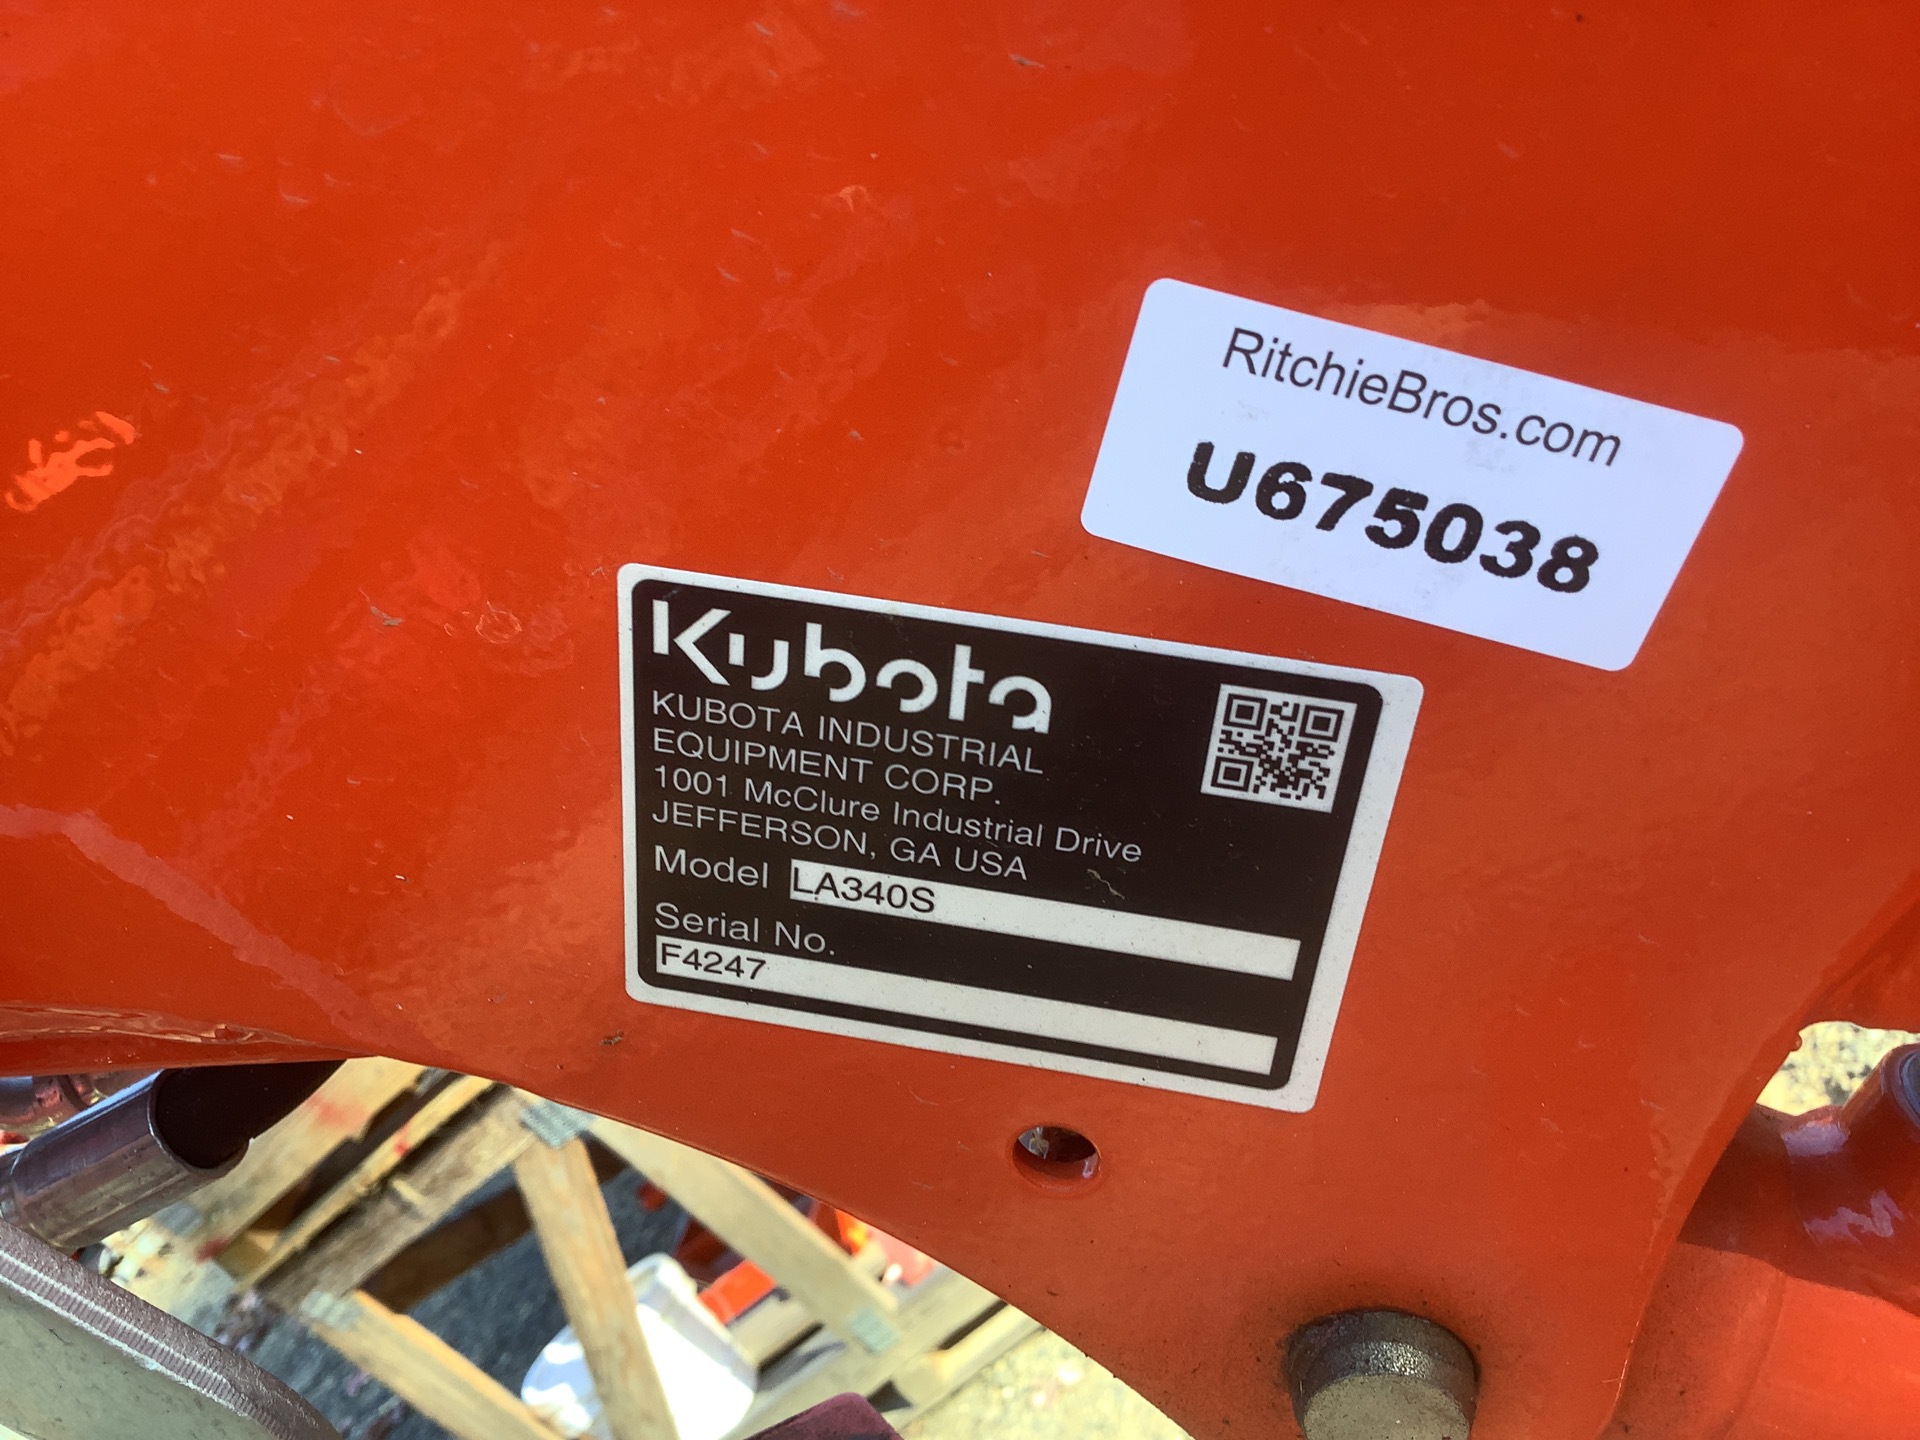 RitchieBros.com
U675038
Kubota
KUBOTA INDUSTRIAL
EQUIPMENT CORP.
1001 McClure Industrial Drive
JEFFERSON, GA USA
Model LA340S
Serial No.
F4247